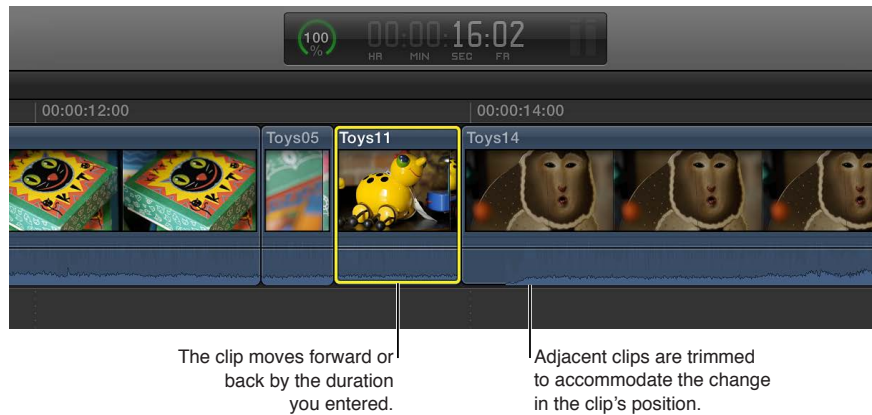 100
%
00:00:16:02
HR MIN SEC FR
00:00:12:00
00:00:14:00
Toys05
Toys11
Toys14
KIT
The clip moves forward or
back by the duration
you entered.
Adjacent clips are trimmed
to accommodate the change
in the clip's position.